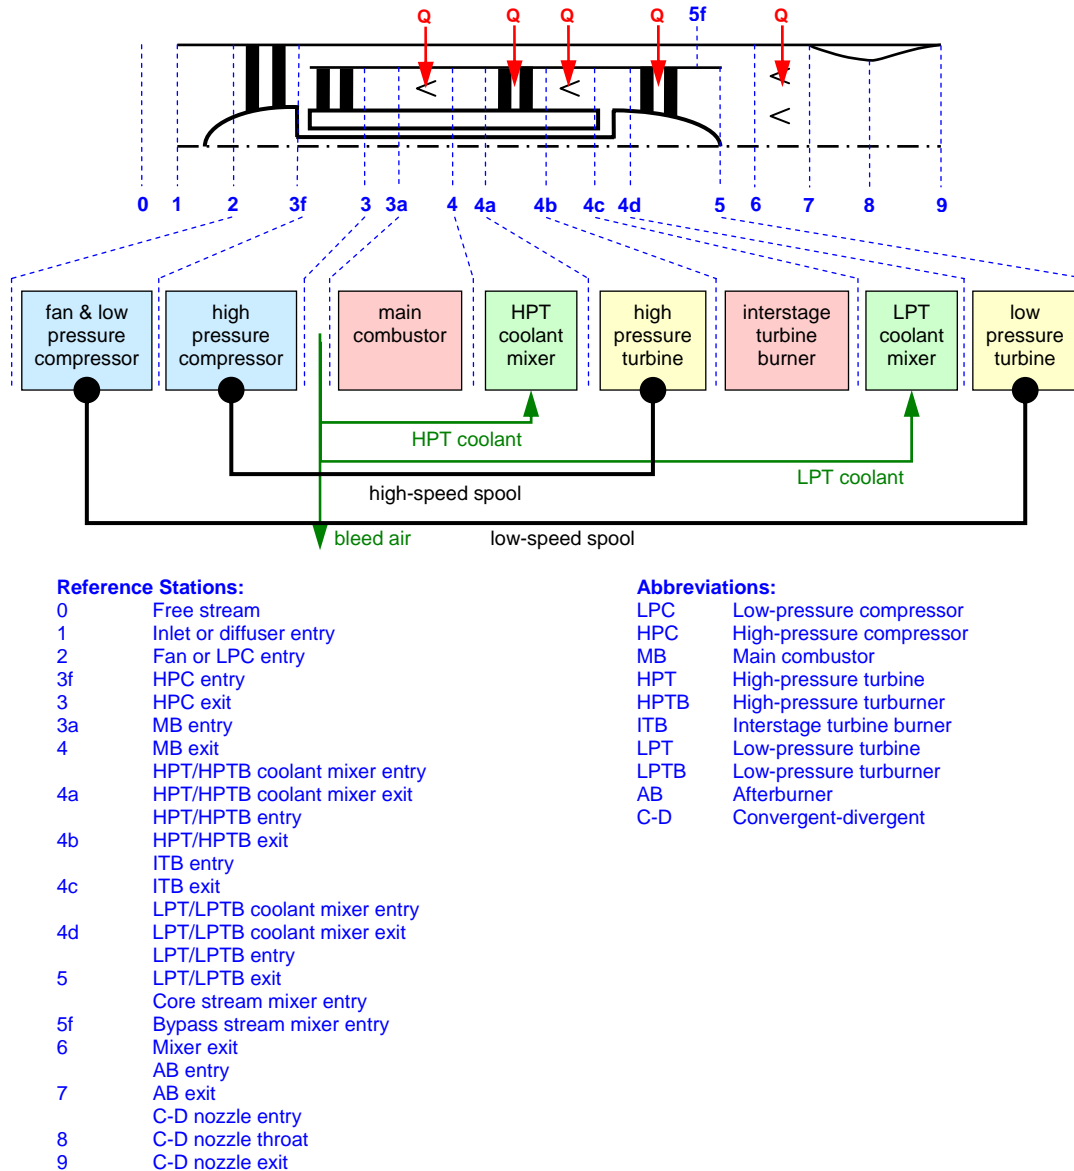 5f
Q Q Q Q Q
0 1 2 3f 3 3a 4 4a 4b 4c 4d 5 6 7 8 9
fan & low
pressure
compressor
high
pressure
compressor
main
combustor
HPT
coolant
mixer
high
pressure
turbine
interstage
turbine
burner
LPT
coolant
mixer
low
pressure
turbine
HPT coolant
LPT coolant
high-speed spool
bleed air
low-speed spool
Reference Stations:
0 Free stream
1 Inlet or diffuser entry
2 Fan or LPC entry
3f HPC entry
3 HPC exit
3a MB entry
4 MB exit
HPT/HPTB coolant mixer entry
4a HPT/HPTB coolant mixer exit
HPT/HPTB entry
4b HPT/HPTB exit
ITB entry
4c ITB exit
LPT/LPTB coolant mixer entry
4d LPT/LPTB coolant mixer exit
LPT/LPTB entry
5 LPT/LPTB exit
Core stream mixer entry
5f Bypass stream mixer entry
6 Mixer exit
AB entry
7 AB exit
C-D nozzle entry
8 C-D nozzle throat
9 C-D nozzle exit
Abbreviations:
LPC Low-pressure compressor
HPC High-pressure compressor
MB Main combustor
HPT High-pressure turbine
HPTB High-pressure turburner
ITB Interstage turbine burner
LPT Low-pressure turbine
LPTB Low-pressure turburner
AB Afterburner
C-D Convergent-divergent